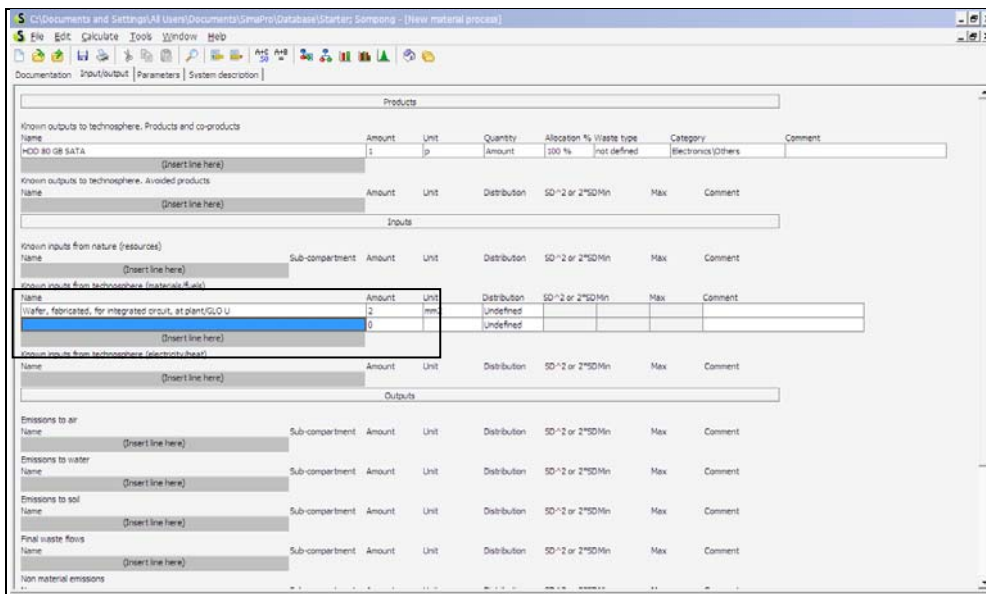 C:\Documents and Settings\All Users\Documents\SimaPro\Database\Starter; Sompong - [New material process]
File Edit Calculate Tools Window Help
Documentation Input/output Parameters System description
Products
Known outputs to technosphere. Products and co-products
Name Amount Unit Quantity Allocation % Waste type Category Comment
HDD 80 GB SATA 1 p Amount 100 % not defined Electronics\Others
(Insert line here)
Known outputs to technosphere. Avoided products
Name Amount Unit Distribution SD^2 or 2*SD Min Max Comment
(Insert line here)
Inputs
Known inputs from nature (resources)
Name Sub-compartment Amount Unit Distribution SD^2 or 2*SD Min Max Comment
(Insert line here)
Known inputs from technosphere (materials/fuels)
Name Amount Unit Distribution SD^2 or 2*SD Min Max Comment
Wafer, fabricated, for integrated circuit, at plant/GLO U 2 mm2 Undefined
0 Undefined
(Insert line here)
Known inputs from technosphere (electricity/heat)
Name Amount Unit Distribution SD^2 or 2*SD Min Max Comment
(Insert line here)
Outputs
Emissions to air
Name Sub-compartment Amount Unit Distribution SD^2 or 2*SD Min Max Comment
(Insert line here)
Emissions to water
Name Sub-compartment Amount Unit Distribution SD^2 or 2*SD Min Max Comment
(Insert line here)
Emissions to soil
Name Sub-compartment Amount Unit Distribution SD^2 or 2*SD Min Max Comment
(Insert line here)
Final waste flows
Name Sub-compartment Amount Unit Distribution SD^2 or 2*SD Min Max Comment
(Insert line here)
Non material emissions